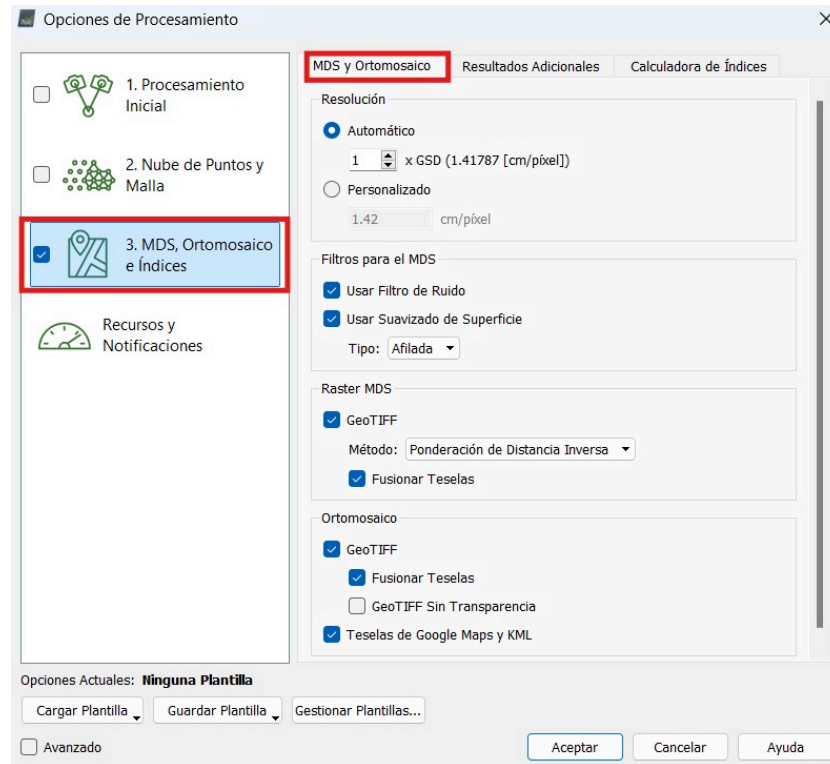 Opciones de Procesamiento
1. Procesamiento
Inicial
2. Nube de Puntos y
Malla
3. MDS, Ortomosaico
e Índices
Recursos y
Notificaciones
MDS y Ortomosaico
Resultados Adicionales
Calculadora de Índices
Resolución
Automático
1 x GSD (1.41787 [cm/píxel])
Personalizado
1.42 cm/píxel
Filtros para el MDS
Usar Filtro de Ruido
Usar Suavizado de Superficie
Tipo: Afilada
Raster MDS
GeoTIFF
Método: Ponderación de Distancia Inversa
Fusionar Teselas
Ortomosaico
GeoTIFF
Fusionar Teselas
GeoTIFF Sin Transparencia
Teselas de Google Maps y KML
Opciones Actuales: Ninguna Plantilla
Cargar Plantilla
Guardar Plantilla
Gestionar Plantillas...
Avanzado
Aceptar
Cancelar
Ayuda